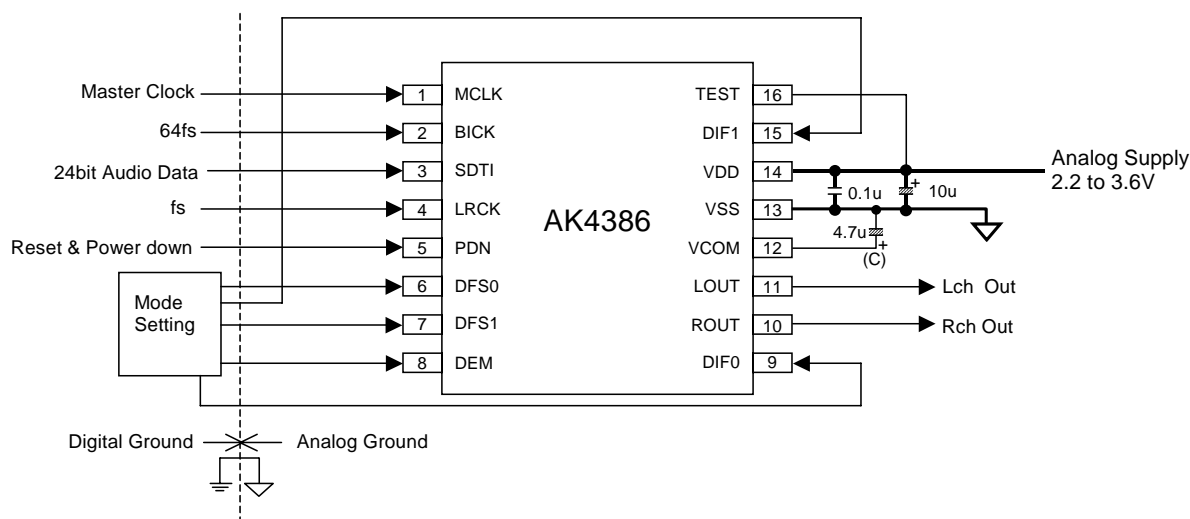 Master Clock
64fs
24bit Audio Data
fs
Reset & Power down
Mode
Setting
1 MCLK
2 BICK
3 SDTI
4 LRCK
5 PDN
6 DFS0
7 DFS1
8 DEM
AK4386
TEST 16
DIF1 15
VDD 14
VSS 13
VCOM 12
LOUT 11
ROUT 10
DIF0 9
0.1u
+
10u
4.7u
+
(C)
Analog Supply
2.2 to 3.6V
Lch Out
Rch Out
Digital Ground
Analog Ground